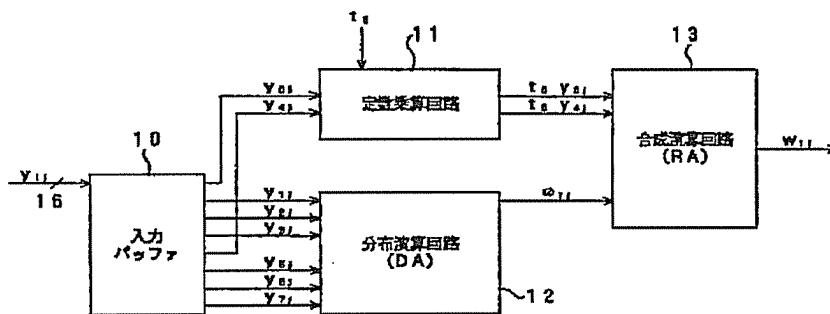 t₀
11
13
y₀ⱼ
y₄ⱼ
定数乗算回路
t₀ y₀ⱼ
t₀ y₄ⱼ
合成演算回路
(RA)
w₁ⱼ
10
y₁ⱼ
16
入力
バッファ
y₁ⱼ
y₂ⱼ
y₃ⱼ
y₅ⱼ
y₆ⱼ
y₇ⱼ
分布演算回路
(DA)
12